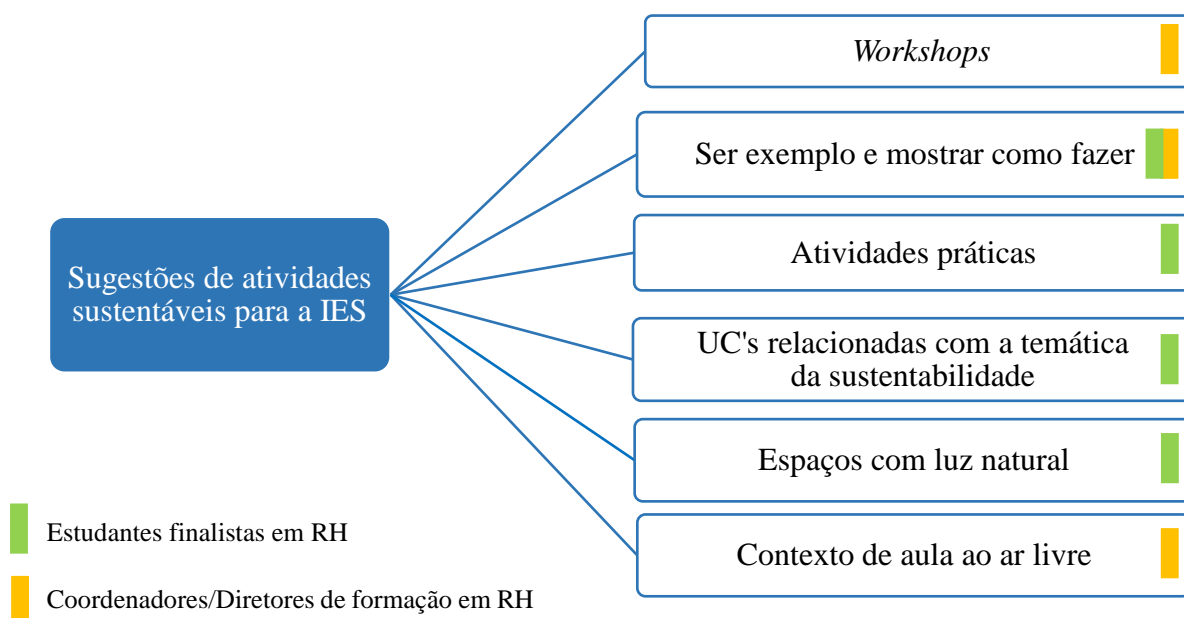 Workshops
Ser exemplo e mostrar como fazer
Atividades práticas
Sugestões de atividades
sustentáveis para a IES
UC's relacionadas com a temática
da sustentabilidade
Espaços com luz natural
Contexto de aula ao ar livre
Estudantes finalistas em RH
Coordenadores/Diretores de formação em RH